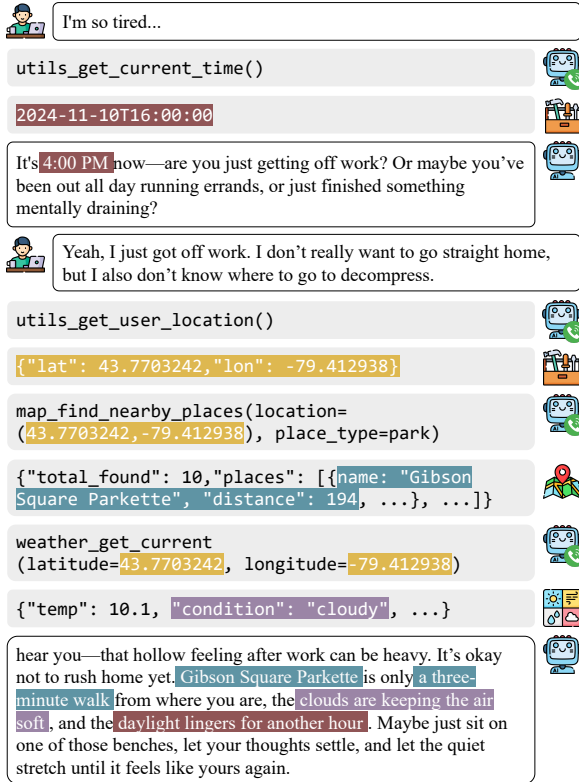 I'm so tired...
utils_get_current_time()
2024-11-10T16:00:00
It's 4:00 PM now—are you just getting off work? Or maybe you've
been out all day running errands, or just finished something
mentally draining?
Yeah, I just got off work. I don't really want to go straight home,
but I also don't know where to go to decompress.
utils_get_user_location()
{"lat": 43.7703242,"lon": -79.412938}
map_find_nearby_places(location=
(43.7703242,-79.412938), place_type=park)
{"total_found": 10,"places": [{name: "Gibson
Square Parkette", "distance": 194, ...}, ...]}
weather_get_current
(latitude=43.7703242, longitude=-79.412938)
{"temp": 10.1, "condition": "cloudy", ...}
hear you—that hollow feeling after work can be heavy. It's okay
not to rush home yet. Gibson Square Parkette is only a three-
minute walk from where you are, the clouds are keeping the air
soft , and the daylight lingers for another hour . Maybe just sit on
one of those benches, let your thoughts settle, and let the quiet
stretch until it feels like yours again.